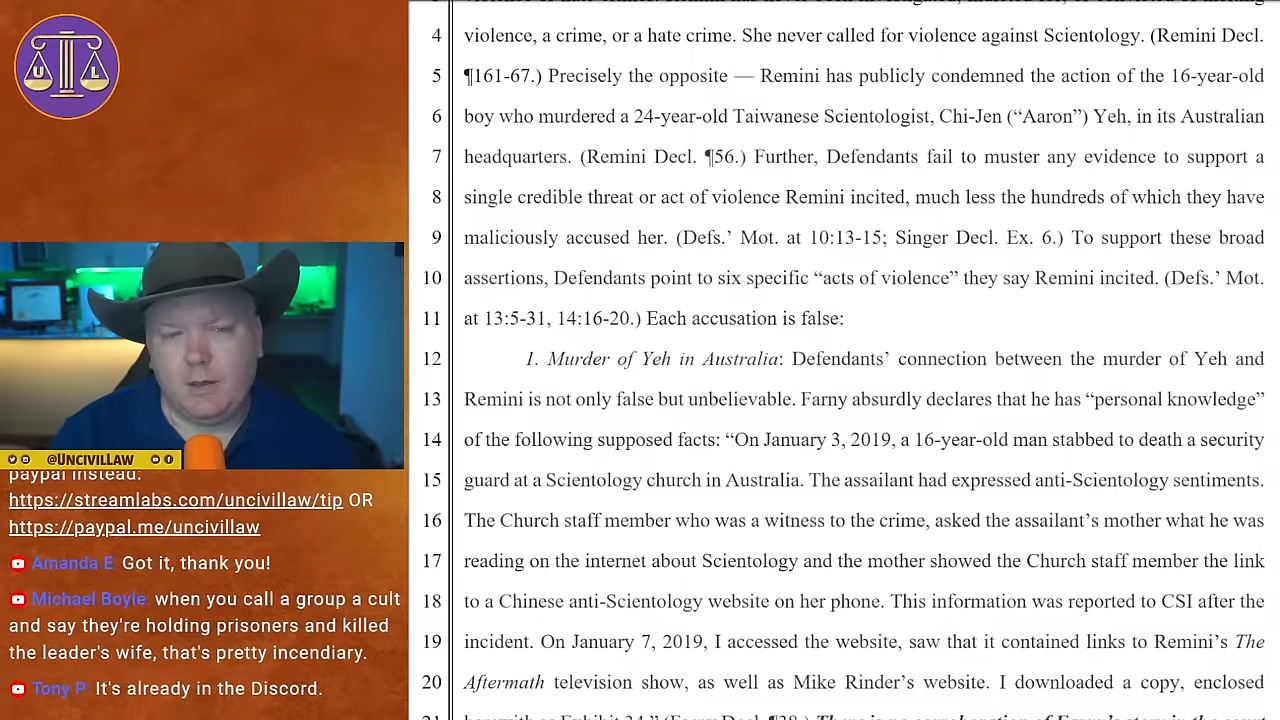 U L
@UNCIVILLAW
paypal instead:
https://streamlabs.com/uncivillaw/tip OR
https://paypal.me/uncivillaw
Amanda E Got it, thank you!
Michael Boyle when you call a group a cult
and say they're holding prisoners and killed
the leader's wife, that's pretty incendiary.
Tony P It's already in the Discord.
4 violence, a crime, or a hate crime. She never called for violence against Scientology. (Remini Decl.
5 ¶161-67.) Precisely the opposite — Remini has publicly condemned the action of the 16-year-old
6 boy who murdered a 24-year-old Taiwanese Scientologist, Chi-Jen (“Aaron”) Yeh, in its Australian
7 headquarters. (Remini Decl. ¶56.) Further, Defendants fail to muster any evidence to support a
8 single credible threat or act of violence Remini incited, much less the hundreds of which they have
9 maliciously accused her. (Defs.’ Mot. at 10:13-15; Singer Decl. Ex. 6.) To support these broad
10 assertions, Defendants point to six specific “acts of violence” they say Remini incited. (Defs.’ Mot.
11 at 13:5-31, 14:16-20.) Each accusation is false:
12 1. Murder of Yeh in Australia: Defendants’ connection between the murder of Yeh and
13 Remini is not only false but unbelievable. Farny absurdly declares that he has “personal knowledge”
14 of the following supposed facts: “On January 3, 2019, a 16-year-old man stabbed to death a security
15 guard at a Scientology church in Australia. The assailant had expressed anti-Scientology sentiments.
16 The Church staff member who was a witness to the crime, asked the assailant’s mother what he was
17 reading on the internet about Scientology and the mother showed the Church staff member the link
18 to a Chinese anti-Scientology website on her phone. This information was reported to CSI after the
19 incident. On January 7, 2019, I accessed the website, saw that it contained links to Remini’s The
20 Aftermath television show, as well as Mike Rinder’s website. I downloaded a copy, enclosed